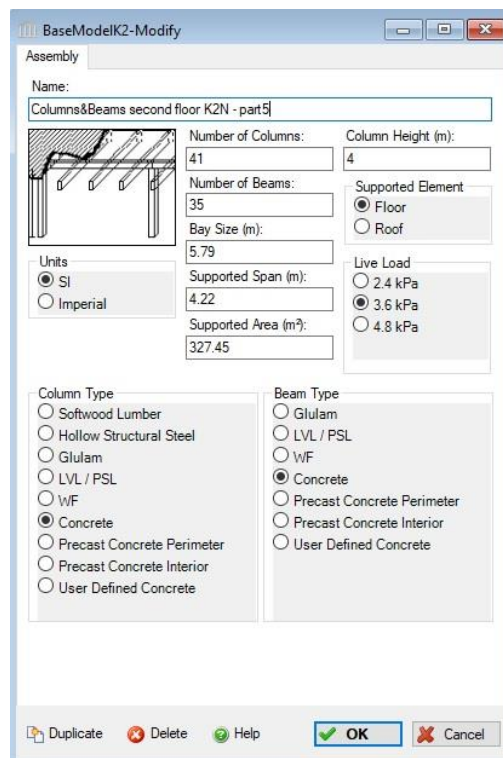 BaseModelK2-Modify
Assembly
Name:
Columns&Beams second floor K2N - part5
Number of Columns:
41
Column Height (m):
4
Number of Beams:
35
Supported Element
Floor
Roof
Bay Size (m):
5.79
Units
SI
Imperial
Supported Span (m):
4.22
Live Load
2.4 kPa
3.6 kPa
4.8 kPa
Supported Area (m²):
327.45
Column Type
Softwood Lumber
Hollow Structural Steel
Glulam
LVL / PSL
WF
Concrete
Precast Concrete Perimeter
Precast Concrete Interior
User Defined Concrete
Beam Type
Glulam
LVL / PSL
WF
Concrete
Precast Concrete Perimeter
Precast Concrete Interior
User Defined Concrete
Duplicate
Delete
Help
OK
Cancel